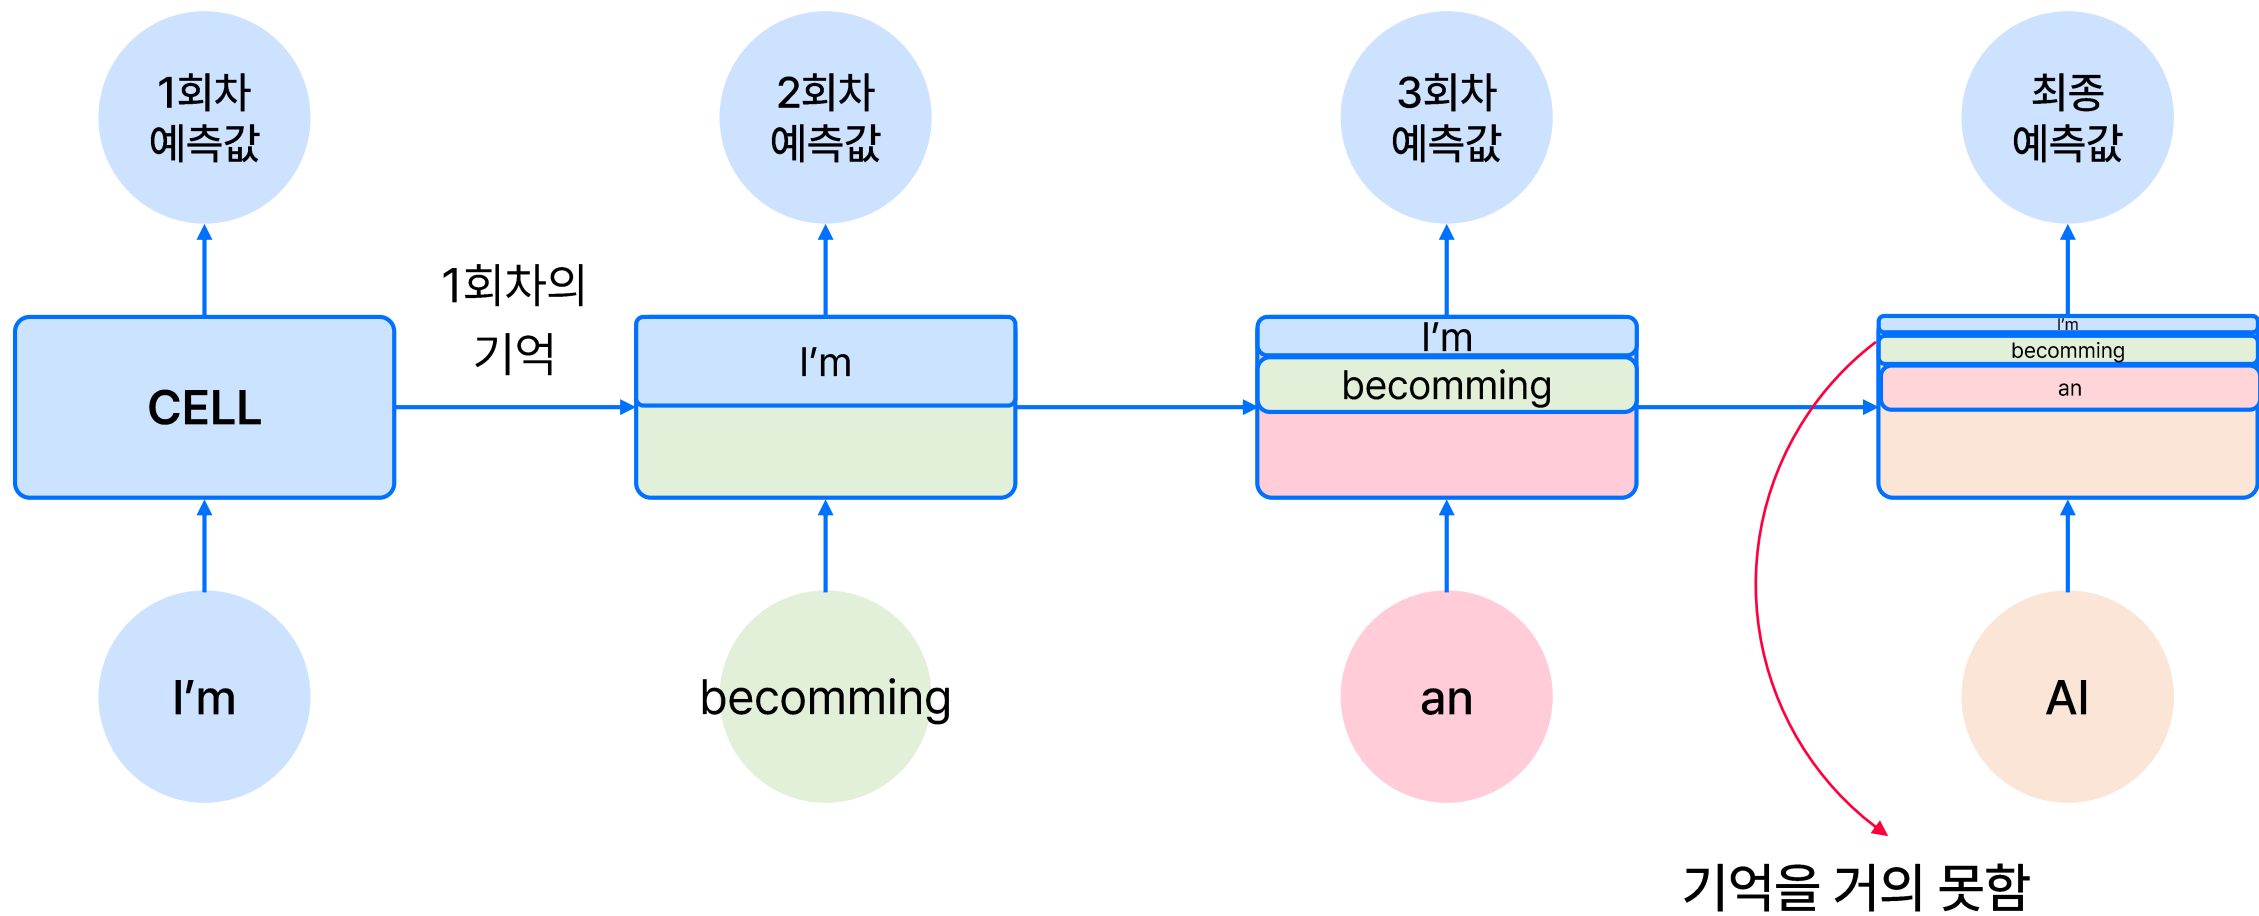 1회차
예측값
2회차
예측값
3회차
예측값
최종
예측값
1회차의
기억
CELL
I’m
I’m
becomming
I’m
becomming
an
I’m
becomming
an
AI
기억을 거의 못함